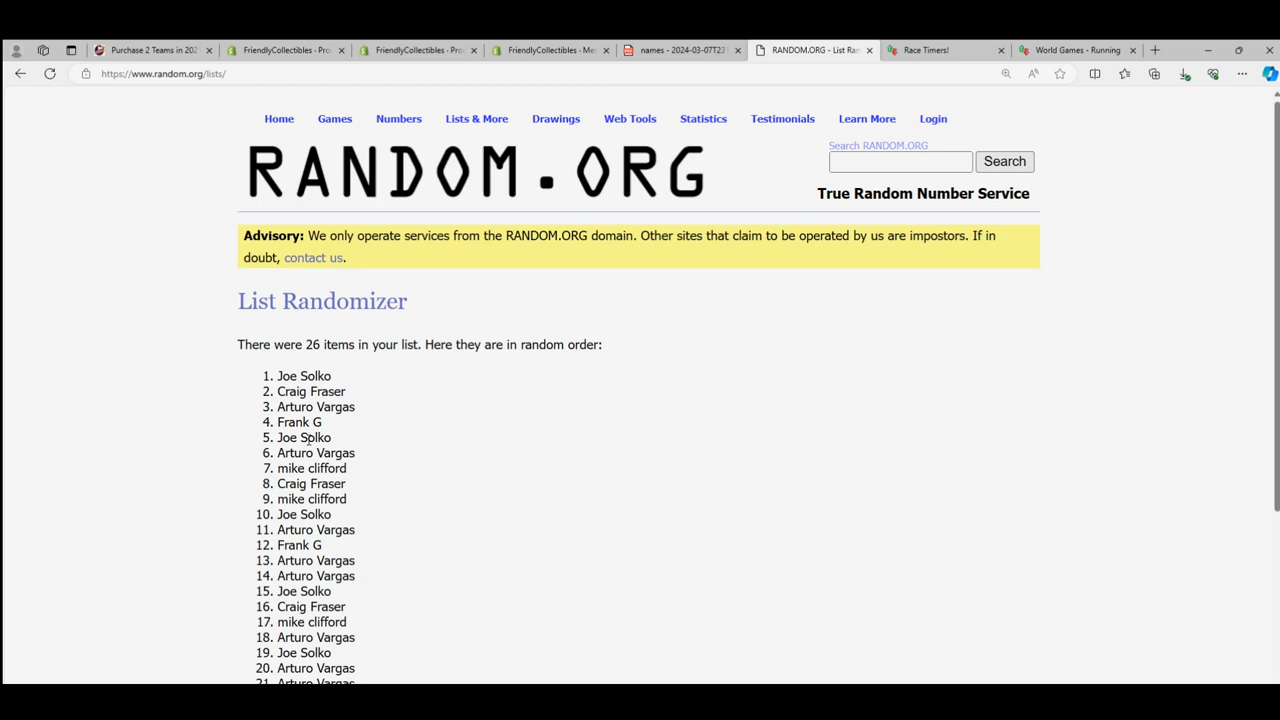 Purchase 2 Teams in 202
FriendlyCollectibles - Pro
FriendlyCollectibles - Pro
FriendlyCollectibles - Me
names - 2024-03-07T23
RANDOM.ORG - List Ran
Race Timers!
World Games - Running
https://www.random.org/lists/
Home Games Numbers Lists & More Drawings Web Tools Statistics Testimonials Learn More Login
RANDOM.ORG
Search RANDOM.ORG
Search
True Random Number Service
Advisory: We only operate services from the RANDOM.ORG domain. Other sites that claim to be operated by us are impostors. If in
doubt, contact us.
List Randomizer
There were 26 items in your list. Here they are in random order:
1. Joe Solko
2. Craig Fraser
3. Arturo Vargas
4. Frank G
5. Joe Solko
6. Arturo Vargas
7. mike clifford
8. Craig Fraser
9. mike clifford
10. Joe Solko
11. Arturo Vargas
12. Frank G
13. Arturo Vargas
14. Arturo Vargas
15. Joe Solko
16. Craig Fraser
17. mike clifford
18. Arturo Vargas
19. Joe Solko
20. Arturo Vargas
21. Arturo Vargas